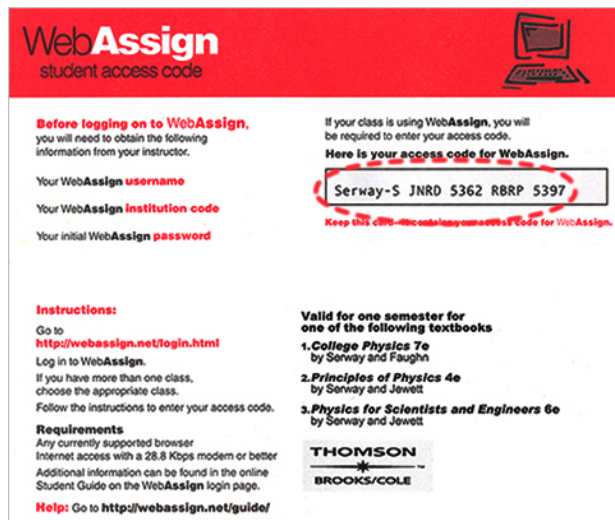 WebAssign
student access code
Before logging on to WebAssign,
you will need to obtain the following
information from your instructor.
Your WebAssign username
Your WebAssign institution code
Your initial WebAssign password
If your class is using WebAssign, you will
be required to enter your access code.
Here is your access code for WebAssign.
Serway-S JNRD 5362 RBRP 5397
Keep this card—it contains your access code for WebAssign.
Instructions:
Go to
http://webassign.net/login.html
Log in to WebAssign.
If you have more than one class,
choose the appropriate class.
Follow the instructions to enter your access code.
Requirements
Any currently supported browser
Internet access with a 28.8 Kbps modem or better
Additional information can be found in the online
Student Guide on the WebAssign login page.
Help: Go to http://webassign.net/guide/
Valid for one semester for
one of the following textbooks
1. College Physics 7e
by Serway and Faughn
2. Principles of Physics 4e
by Serway and Jewett
3. Physics for Scientists and Engineers 6e
by Serway and Jewett
THOMSON
™
BROOKS/COLE